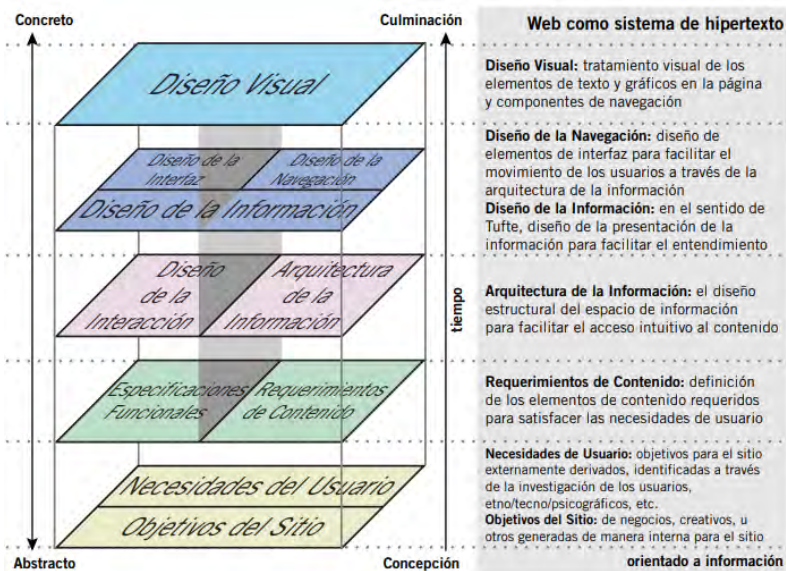 Concreto
Culminación
Web como sistema de hipertexto
Diseño Visual
Diseño Visual: tratamiento visual de los
elementos de texto y gráficos en la página
y componentes de navegación
Diseño de la
Interfaz
Diseño de la
Navegación
Diseño de la Información
Diseño de la Navegación: diseño de
elementos de interfaz para facilitar el
movimiento de los usuarios a través de la
arquitectura de la información
Diseño de la Información: en el sentido de
Tufte, diseño de la presentación de la
información para facilitar el entendimiento
Diseño
de la
Interacción
Arquitectura
de la
Información
tiempo
Arquitectura de la Información: el diseño
estructural del espacio de información
para facilitar el acceso intuitivo al contenido
Especificaciones
Funcionales
Requerimientos
de Contenido
Requerimientos de Contenido: definición
de los elementos de contenido requeridos
para satisfacer las necesidades de usuario
Necesidades del Usuario
Objetivos del Sitio
Necesidades de Usuario: objetivos para el sitio
externamente derivados, identificadas a través
de la investigación de los usuarios,
etno/tecno/psicográficos, etc.
Objetivos del Sitio: de negocios, creativos, u
otros generadas de manera interna para el sitio
Abstracto
Concepción
orientado a información